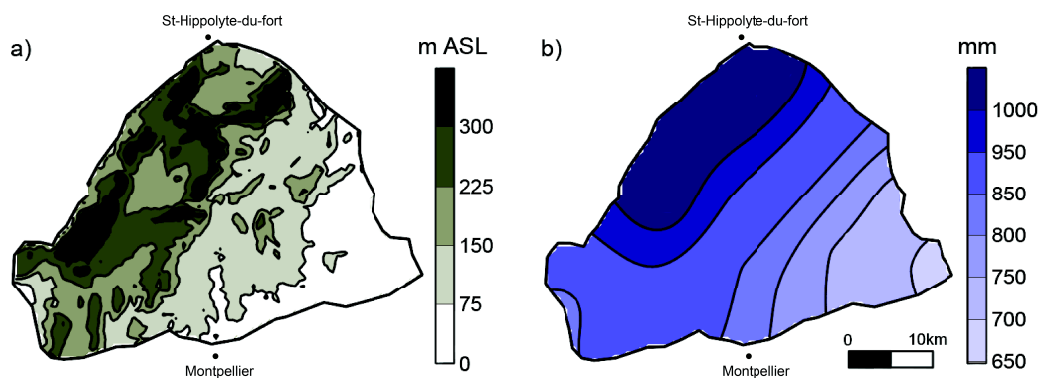 St-Hippolyte-du-fort
a)
m ASL
300
225
150
75
0
Montpellier
St-Hippolyte-du-fort
b)
mm
1000
950
850
800
750
700
650
0 10km
Montpellier